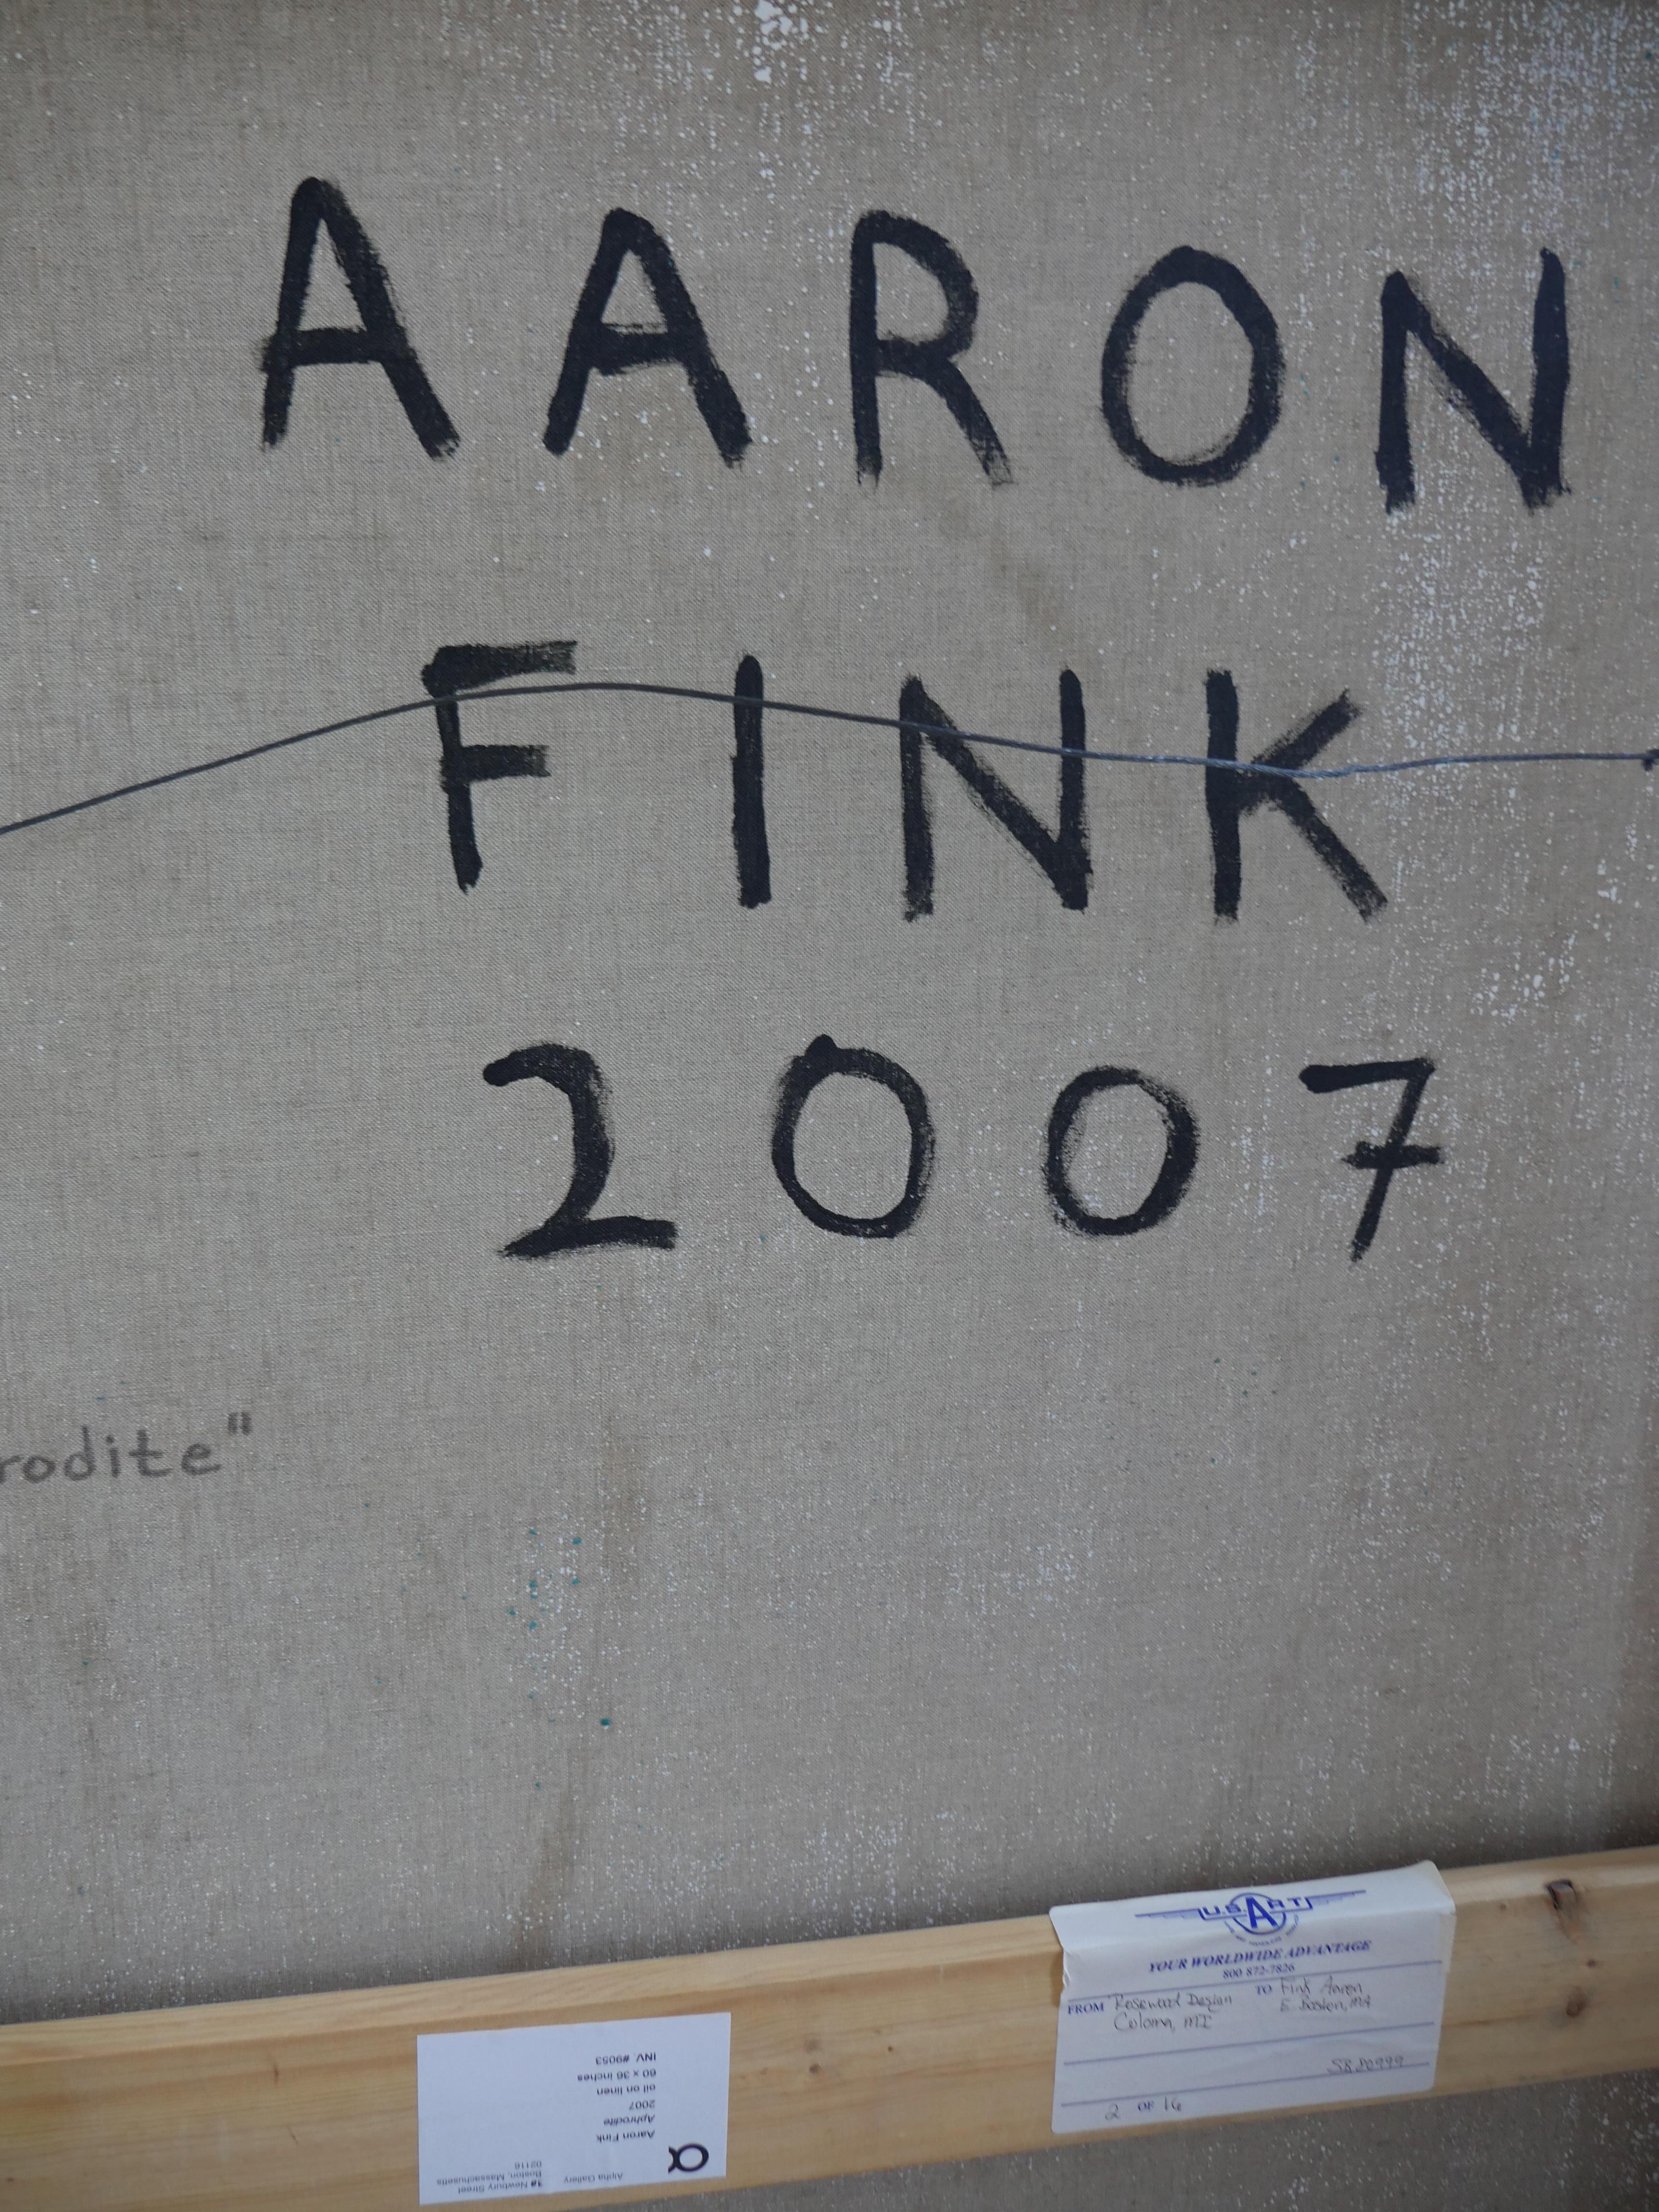 AARON
FINK
2007
rodite"
U.S. ART
YOUR WORLDWIDE ADVANTAGE
800 872-7826
FROM Rosewood Design TO Fink Aaron
Coloma, MI E. Boston, MA
2 OF 16
Alpha Gallery
Newbury Street
Boston, Massachusetts
02116
Aaron Fink
Aphrodite
2007
oil on linen
60 x 36 inches
INV. #9053